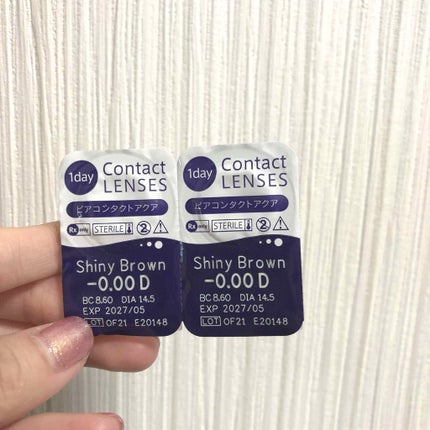 1day
Contact
LENSES
ピアコンタクトアクア
Rx only STERILE 2
Shiny Brown
-0.00 D
BC 8.60 DIA 14.5
EXP 2027/05
LOT OF21 E20148
1day
Contact
LENSES
ピアコンタクトアクア
Rx only STERILE 2
Shiny Brown
-0.00 D
BC 8.60 DIA 14.5
EXP 2027/05
LOT OF21 E20148